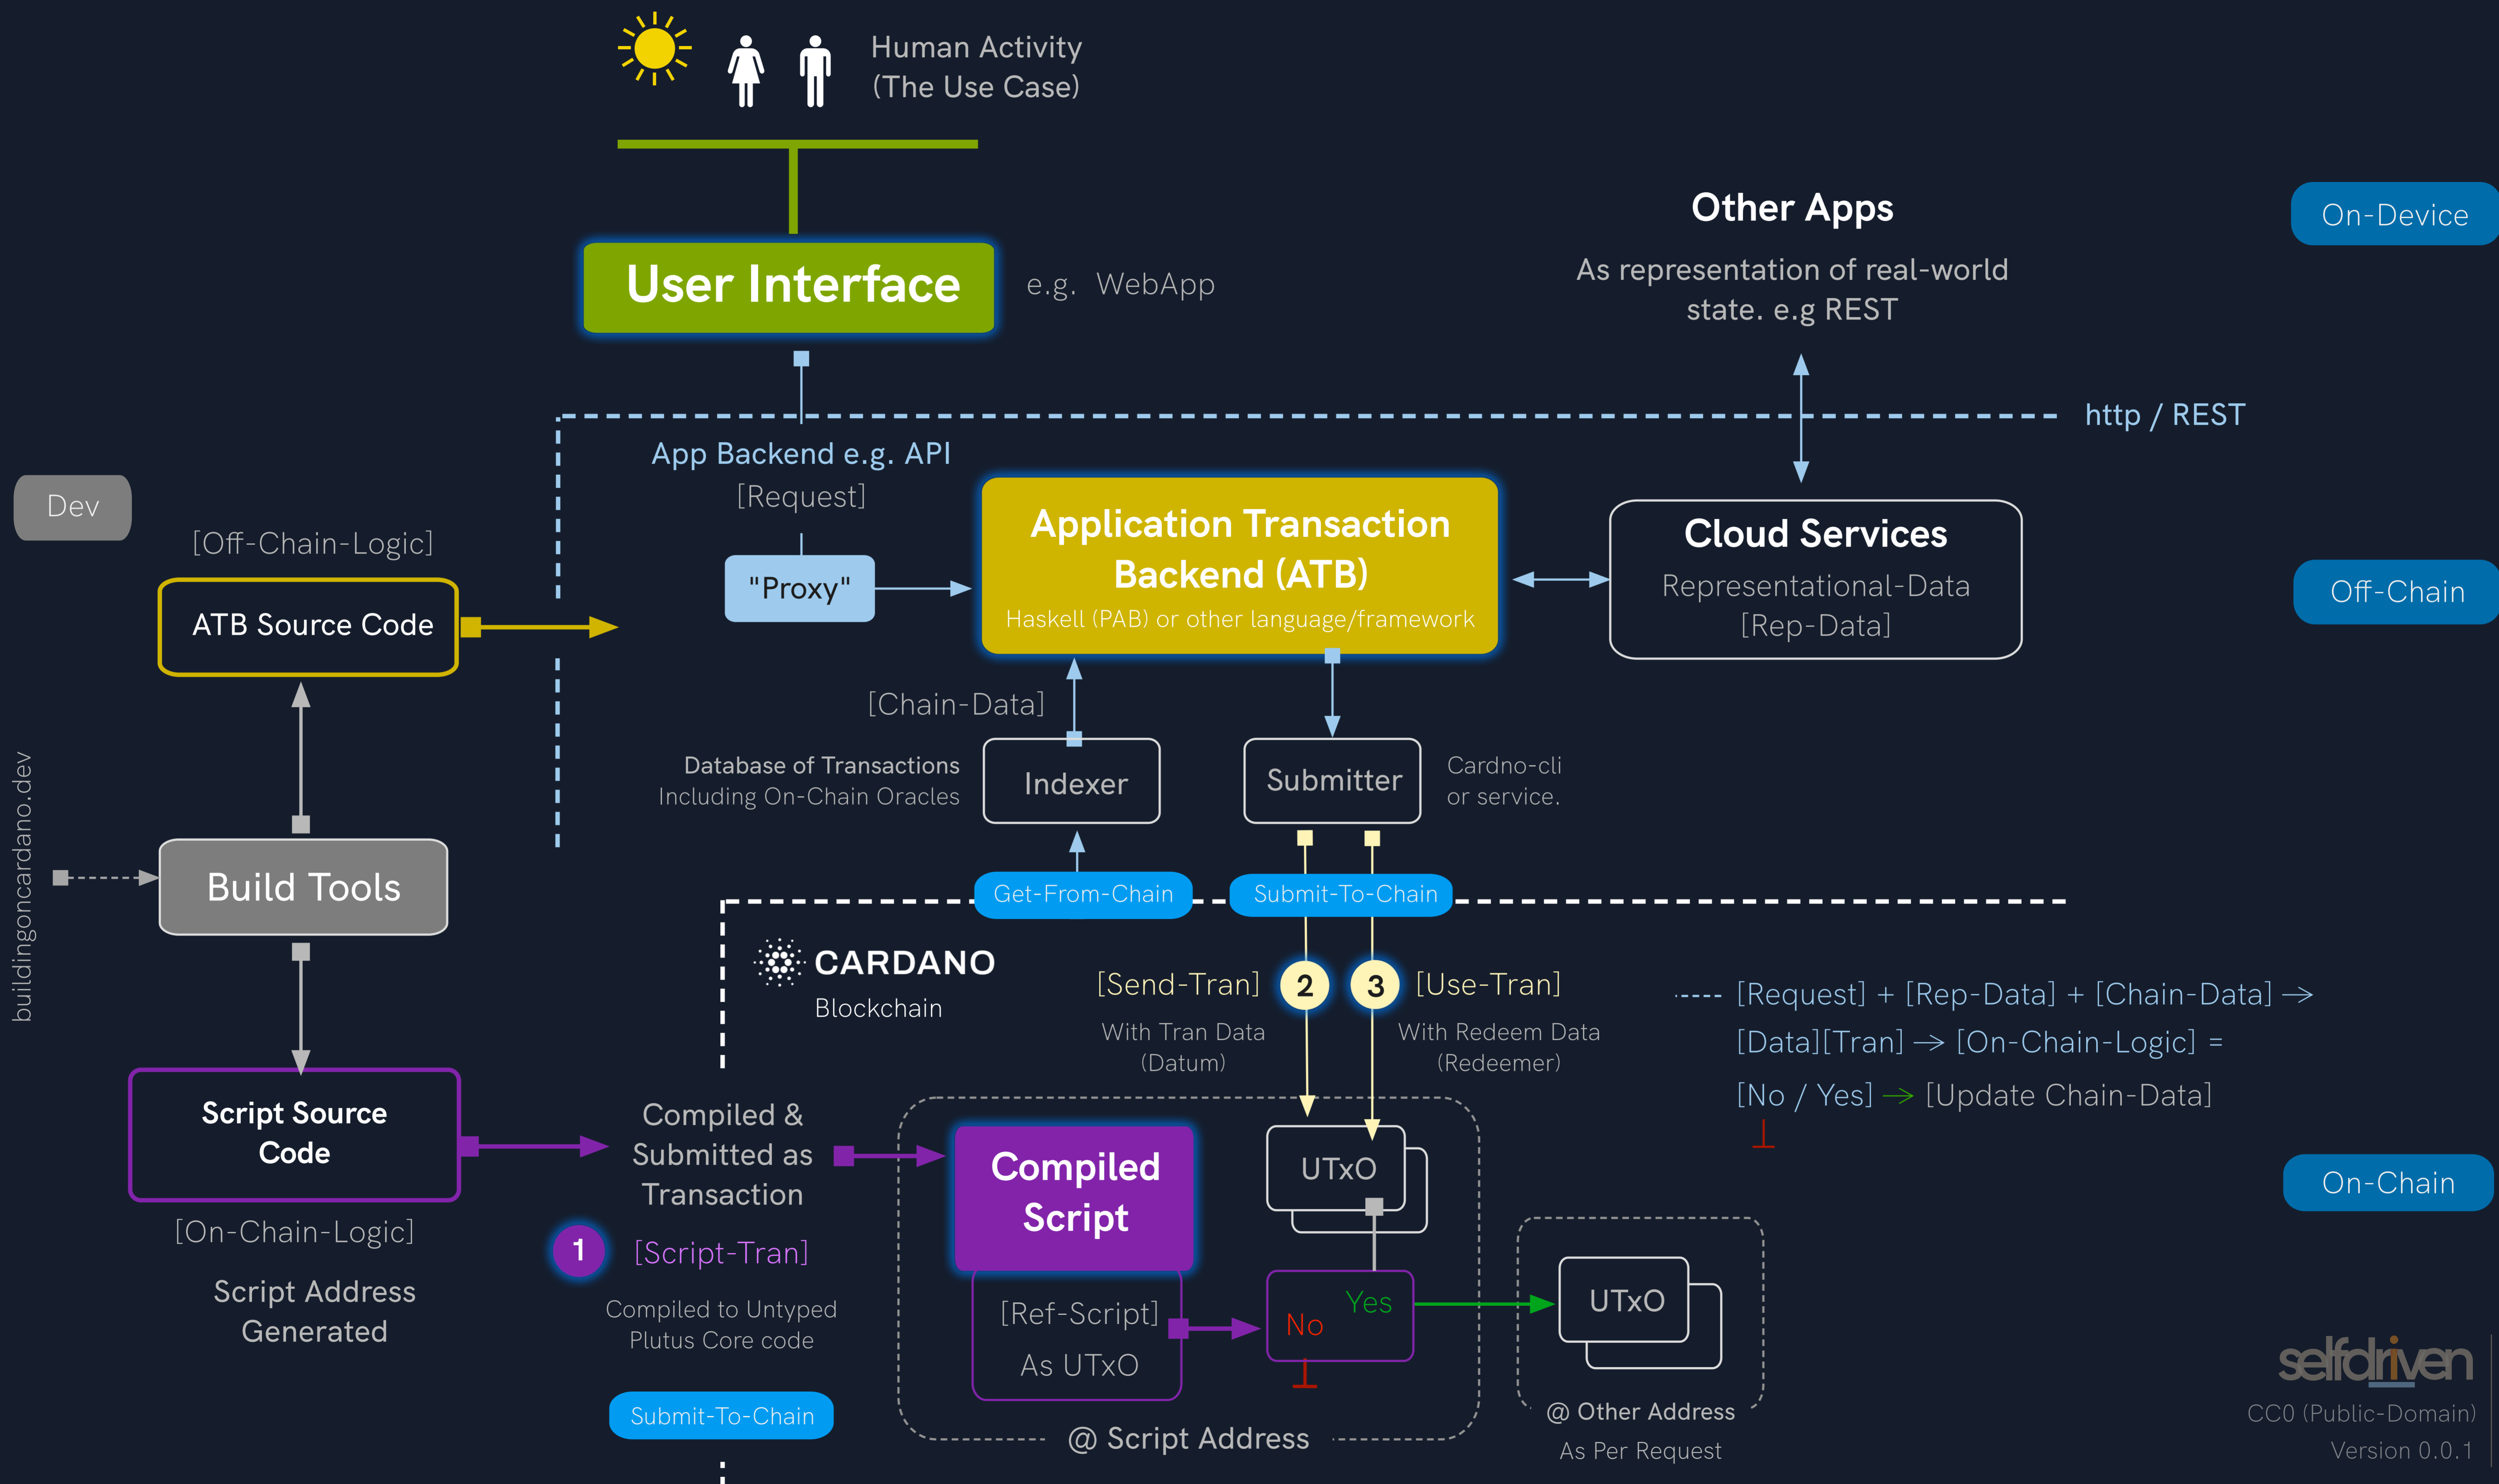 Human Activity
(The Use Case)
User Interface
e.g. WebApp
Other Apps
As representation of real-world
state. e.g REST
On-Device
http / REST
App Backend e.g. API
[Request]
"Proxy"
Application Transaction
Backend (ATB)
Haskell (PAB) or other language/framework
Cloud Services
Representational-Data
[Rep-Data]
Off-Chain
Dev
[Off-Chain-Logic]
ATB Source Code
[Chain-Data]
Database of Transactions
Including On-Chain Oracles
Indexer
Submitter
Cardno-cli
or service.
buildingoncardano.dev
Build Tools
Get-From-Chain
Submit-To-Chain
CARDANO
Blockchain
[Send-Tran]
2
3
[Use-Tran]
With Tran Data
(Datum)
With Redeem Data
(Redeemer)
[Request] + [Rep-Data] + [Chain-Data] →
[Data][Tran] → [On-Chain-Logic] =
[No / Yes] → [Update Chain-Data]
Script Source
Code
[On-Chain-Logic]
Script Address
Generated
Compiled &
Submitted as
Transaction
1
[Script-Tran]
Compiled to Untyped
Plutus Core code
Submit-To-Chain
Compiled
Script
[Ref-Script]
As UTxO
UTxO
Yes
No
@ Script Address
UTxO
@ Other Address
As Per Request
On-Chain
selfdriven
CC0 (Public-Domain)
Version 0.0.1